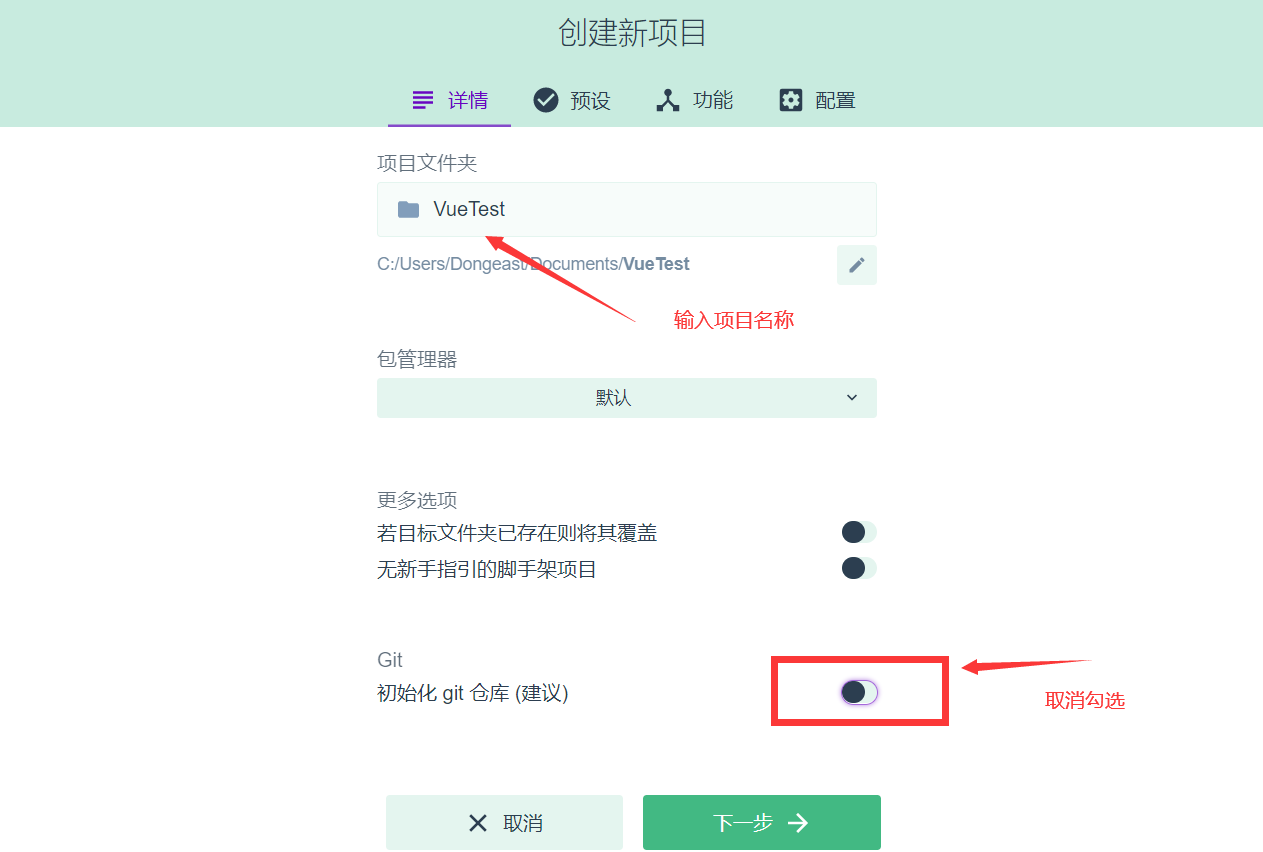 创建新项目
详情
预设
功能
配置
项目文件夹
VueTest
C:/Users/Dongeast/Documents/VueTest
输入项目名称
包管理器
默认
更多选项
若目标文件夹已存在则将其覆盖
无新手指引的脚手架项目
Git
初始化 git 仓库 (建议)
取消勾选
取消
下一步